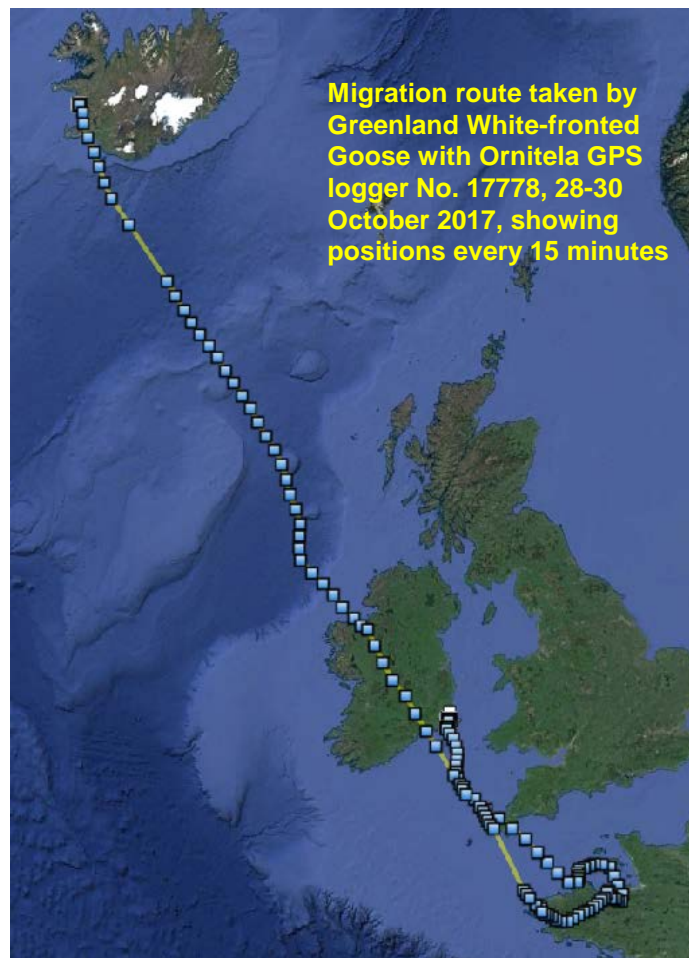 Migration route taken by
Greenland White-fronted
Goose with Ornitela GPS
logger No. 17778, 28-30
October 2017, showing
positions every 15 minutes